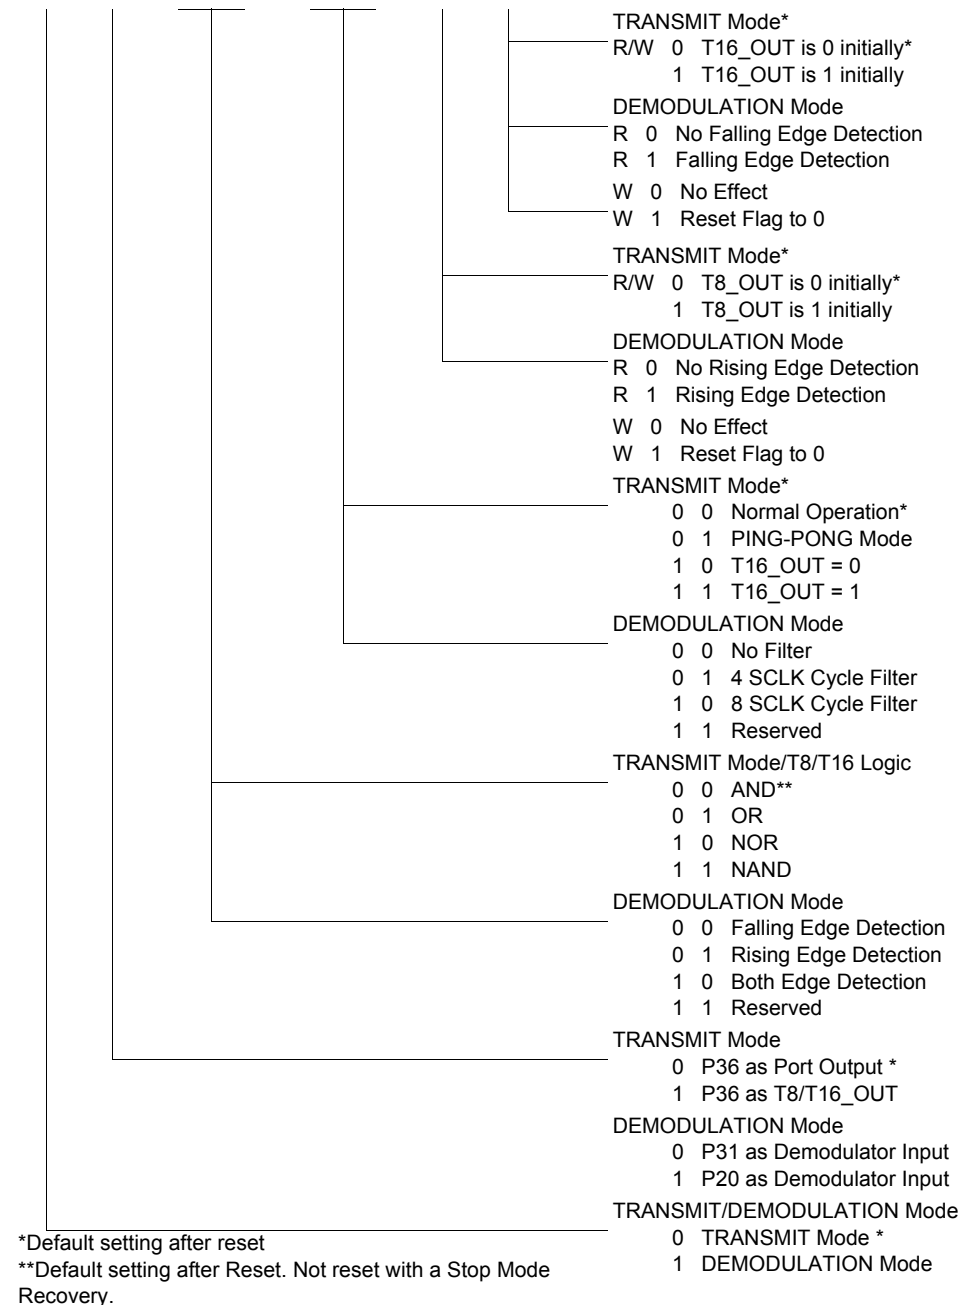 TRANSMIT Mode*
R/W 0 T16_OUT is 0 initially*
1 T16_OUT is 1 initially
DEMODULATION Mode
R 0 No Falling Edge Detection
R 1 Falling Edge Detection
W 0 No Effect
W 1 Reset Flag to 0
TRANSMIT Mode*
R/W 0 T8_OUT is 0 initially*
1 T8_OUT is 1 initially
DEMODULATION Mode
R 0 No Rising Edge Detection
R 1 Rising Edge Detection
W 0 No Effect
W 1 Reset Flag to 0
TRANSMIT Mode*
0 0 Normal Operation*
0 1 PING-PONG Mode
1 0 T16_OUT = 0
1 1 T16_OUT = 1
DEMODULATION Mode
0 0 No Filter
0 1 4 SCLK Cycle Filter
1 0 8 SCLK Cycle Filter
1 1 Reserved
TRANSMIT Mode/T8/T16 Logic
0 0 AND**
0 1 OR
1 0 NOR
1 1 NAND
DEMODULATION Mode
0 0 Falling Edge Detection
0 1 Rising Edge Detection
1 0 Both Edge Detection
1 1 Reserved
TRANSMIT Mode
0 P36 as Port Output *
1 P36 as T8/T16_OUT
DEMODULATION Mode
0 P31 as Demodulator Input
1 P20 as Demodulator Input
TRANSMIT/DEMODULATION Mode
0 TRANSMIT Mode *
1 DEMODULATION Mode
*Default setting after reset
**Default setting after Reset. Not reset with a Stop Mode
Recovery.